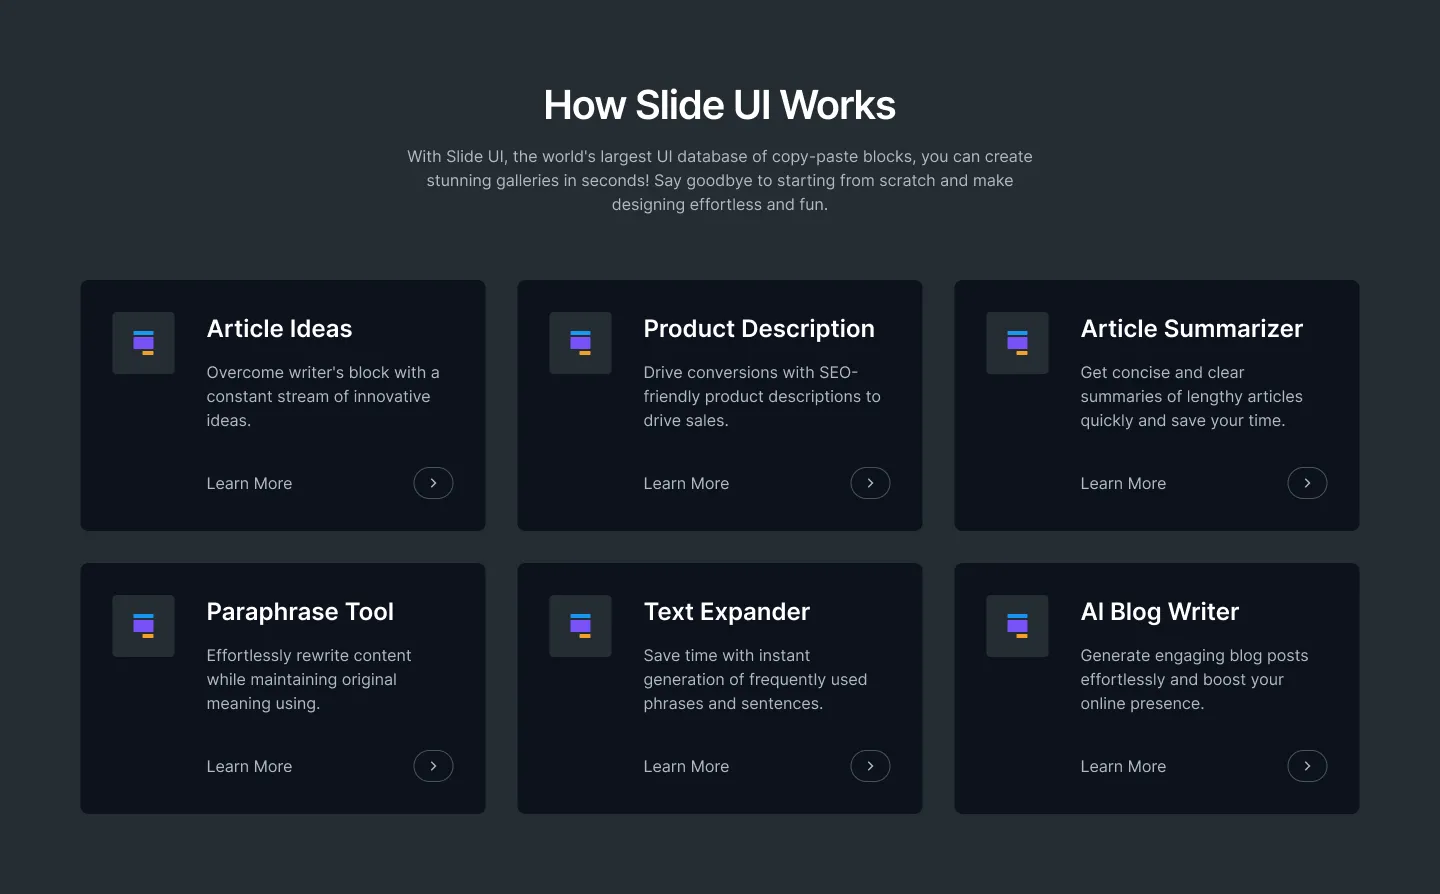 How Slide UI Works
With Slide UI, the world's largest UI database of copy-paste blocks, you can create
stunning galleries in seconds! Say goodbye to starting from scratch and make
designing effortless and fun.
Article Ideas
Overcome writer's block with a
constant stream of innovative
ideas.
Learn More
Product Description
Drive conversions with SEO-
friendly product descriptions to
drive sales.
Learn More
Article Summarizer
Get concise and clear
summaries of lengthy articles
quickly and save your time.
Learn More
Paraphrase Tool
Effortlessly rewrite content
while maintaining original
meaning using.
Learn More
Text Expander
Save time with instant
generation of frequently used
phrases and sentences.
Learn More
AI Blog Writer
Generate engaging blog posts
effortlessly and boost your
online presence.
Learn More